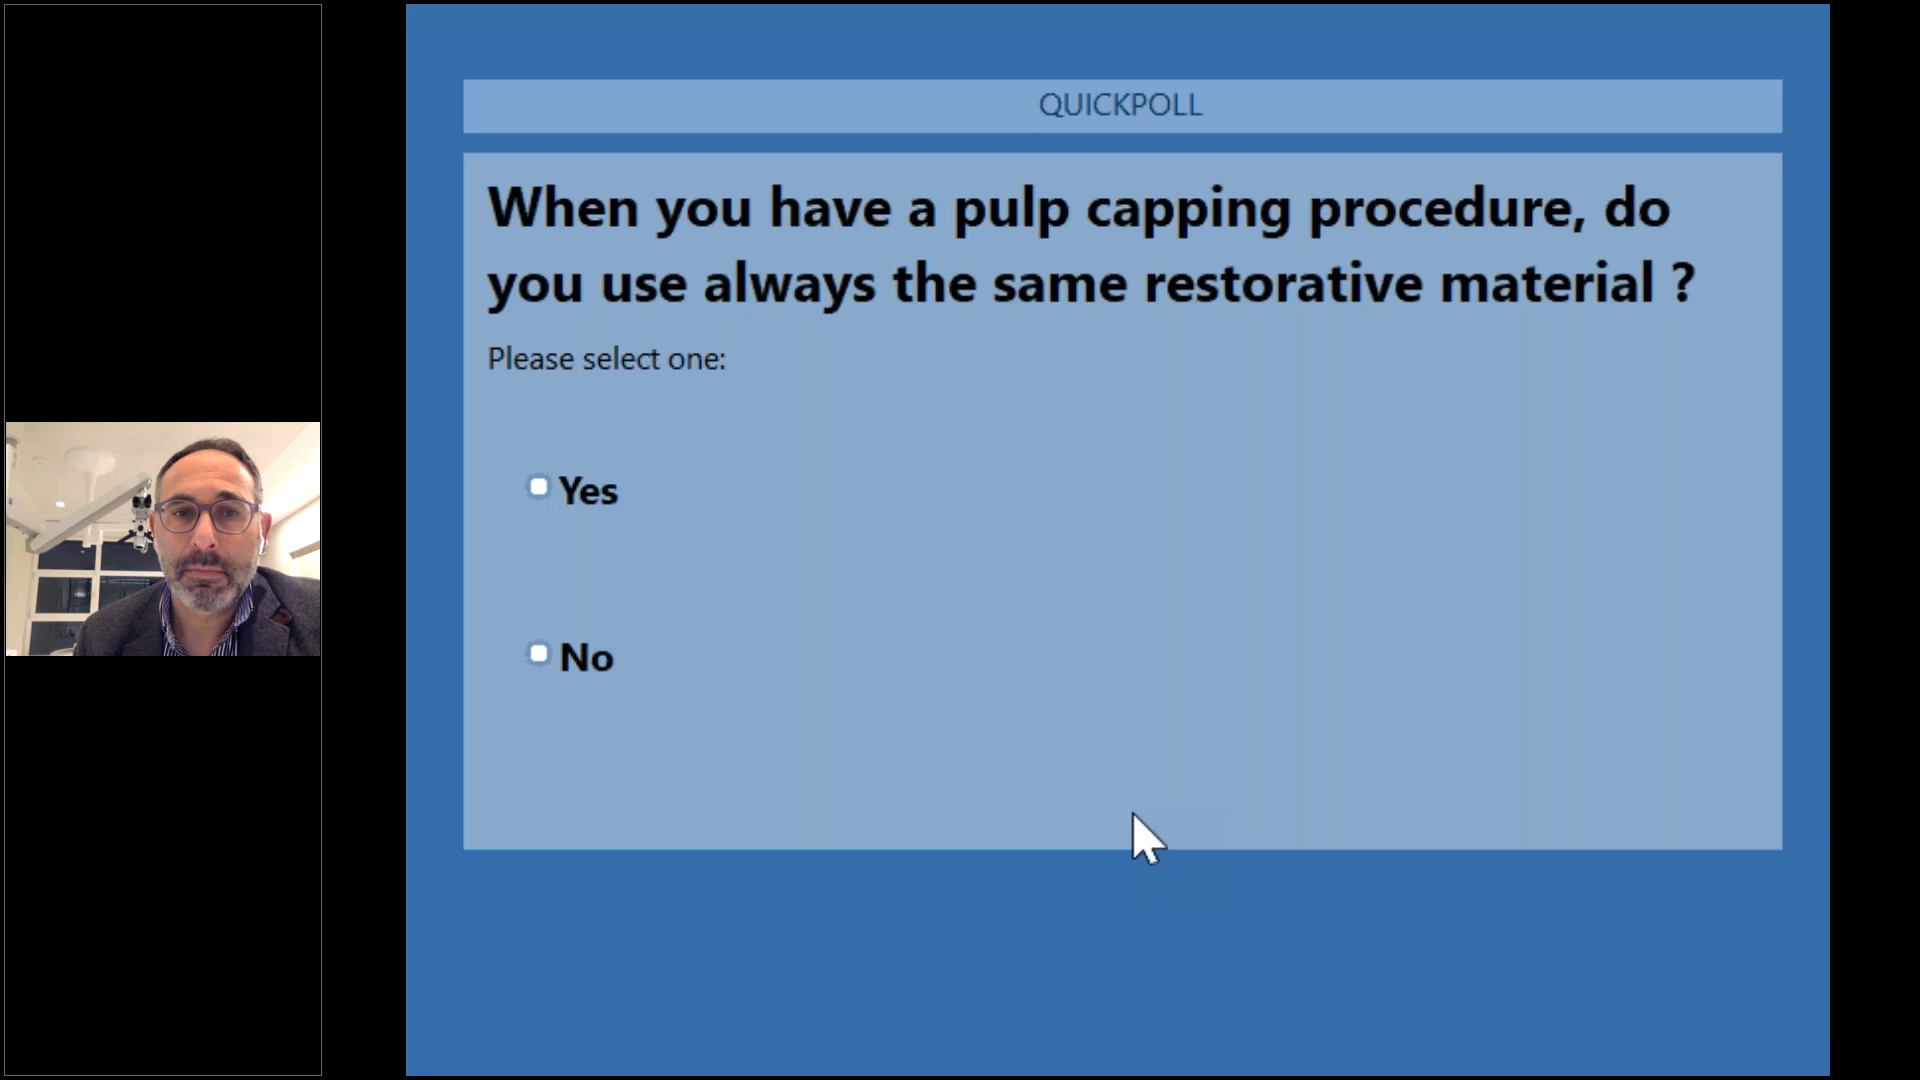 QUICKPOLL
When you have a pulp capping procedure, do
you use always the same restorative material ?
Please select one:
Yes
No